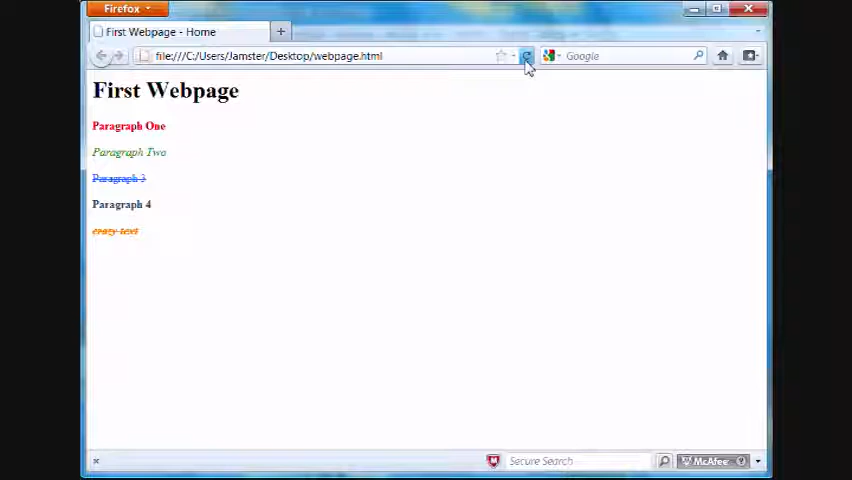 Firefox
First Webpage - Home
file:///C:/Users/Jamster/Desktop/webpage.html
Google
First Webpage
Paragraph One
Paragraph Two
Paragraph 3
Paragraph 4
crazy text
Secure Search
McAfee